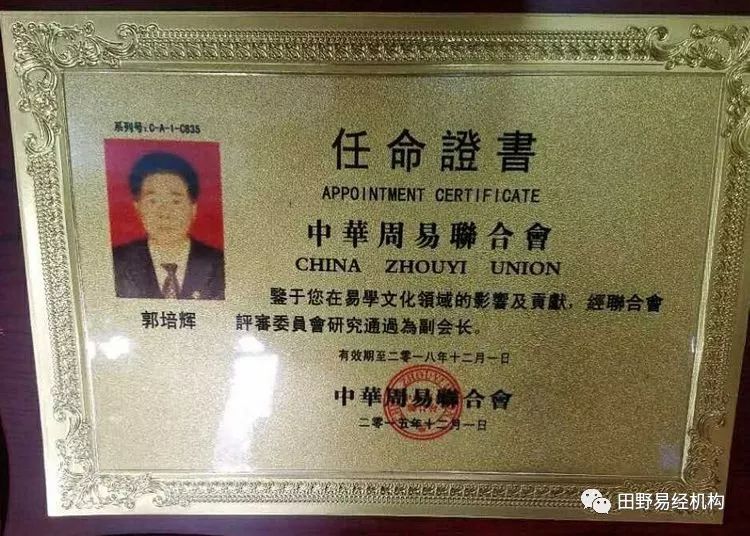 系列号:C-A-1-C835
任命證書
APPOINTMENT CERTIFICATE
中華周易聯合會
CHINA ZHOUYI UNION
郭培辉
鑒于您在易學文化領域的影響及貢獻，經聯合會
評審委員會研究通過為副会长。
有效期至二零一八年十二月一日
中華周易聯合會
二零一五年十二月一日
田野易经机构